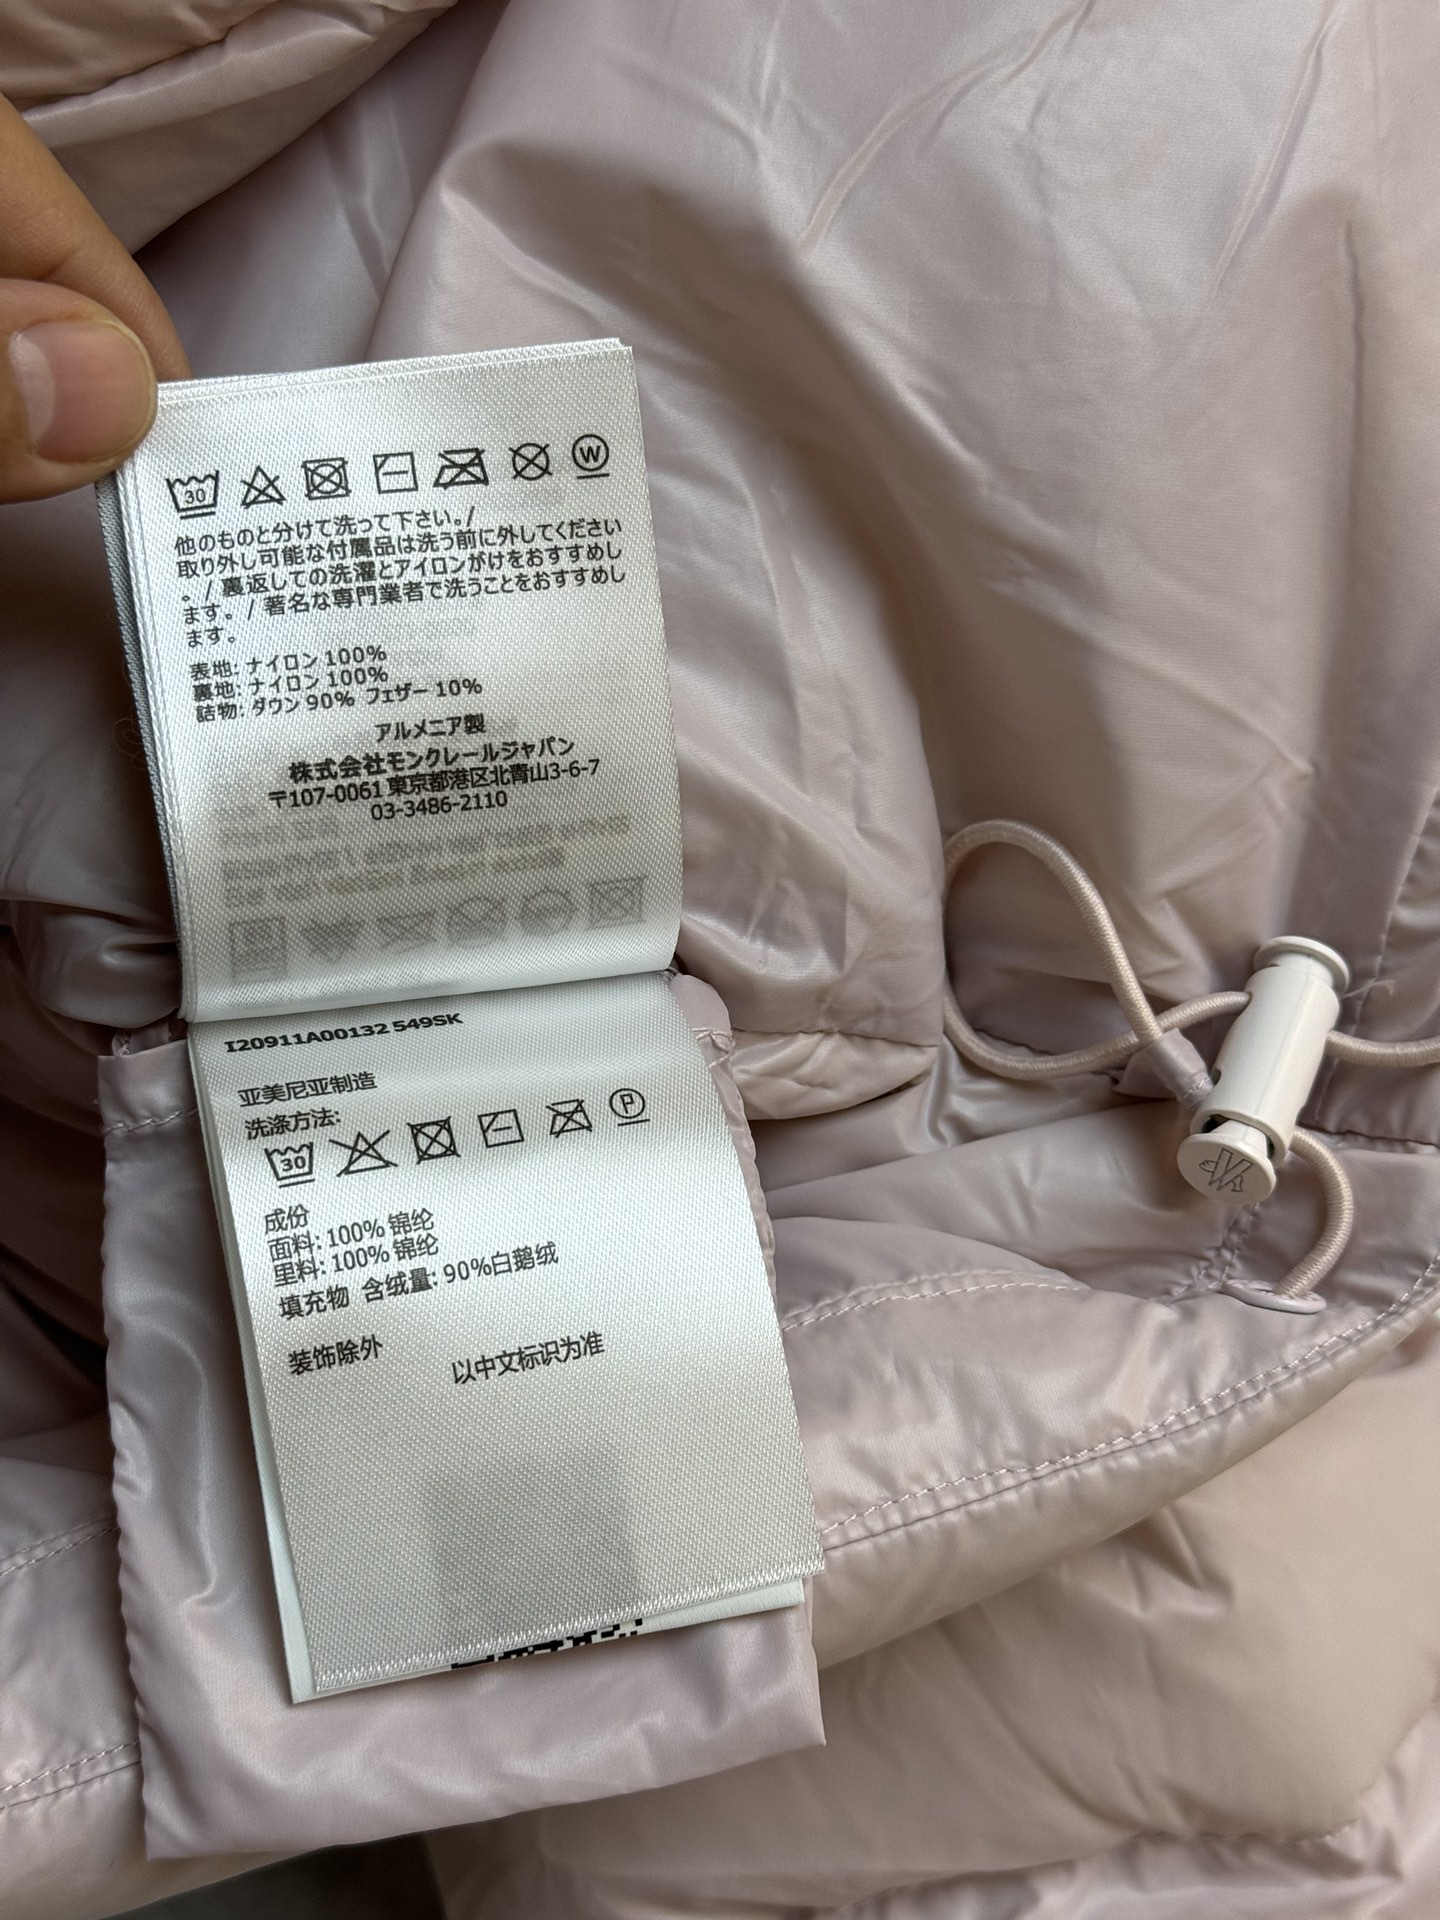 30
W
他のものと分けて洗って下さい。/
取り外し可能な付属品は洗う前に外してください
。/ 裏返しての洗濯とアイロンがけをおすすめし
ます。/ 著名な専門業者で洗うことをおすすめし
ます。
表地: ナイロン 100%
裏地: ナイロン 100%
詰物: ダウン 90% フェザー 10%
アルメニア製
株式会社モンクレールジャパン
〒107-0061 東京都港区北青山3-6-7
03-3486-2110
I20911A00132 549SK
亚美尼亚制造
洗涤方法:
30
P
成份
面料: 100% 锦纶
里料: 100% 锦纶
填充物 含绒量: 90%白鹅绒
装饰除外
以中文标识为准